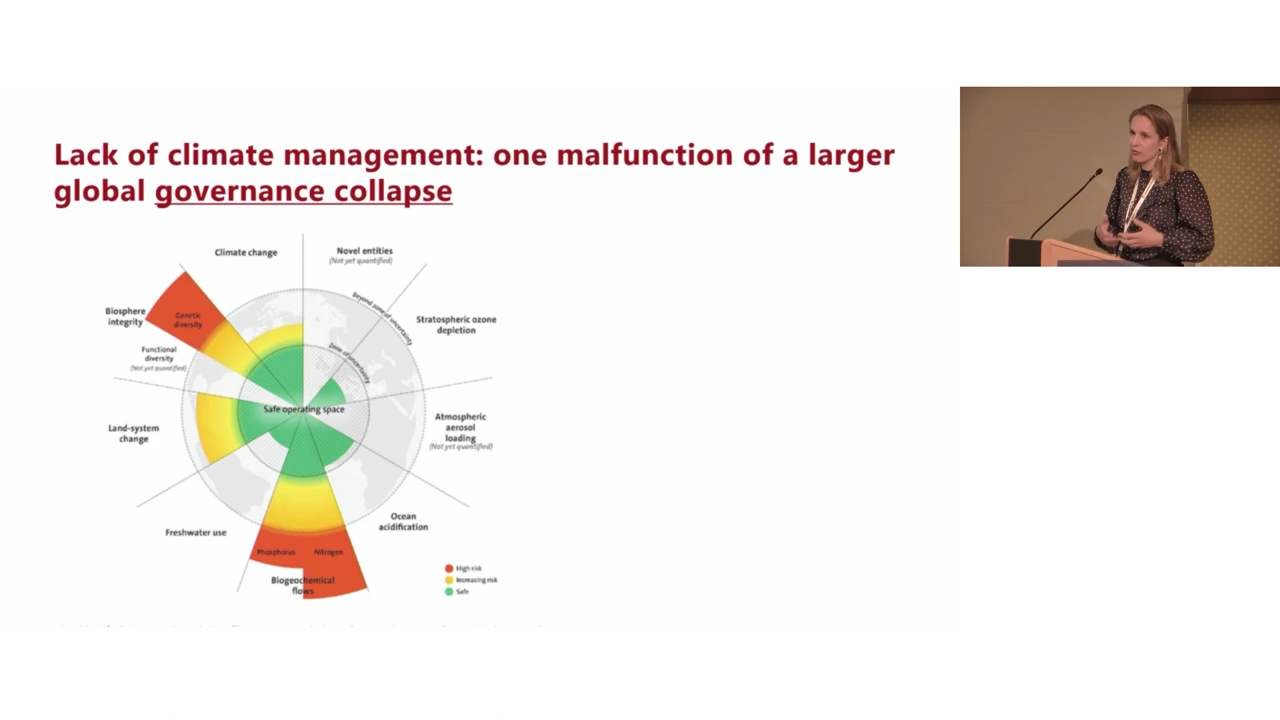 Lack of climate management: one malfunction of a larger
global governance collapse
Climate change
Novel entities
(Not yet quantified)
Biosphere
integrity
Genetic
diversity
Functional
diversity
(Not yet quantified)
Beyond zone of uncertainty
Zone of uncertainty
Stratospheric ozone
depletion
Safe operating space
Land-system
change
Atmospheric
aerosol
loading
(Not yet quantified)
Freshwater use
Ocean
acidification
Phosphorus
Nitrogen
Biogeochemical
flows
High risk
Increasing risk
Safe